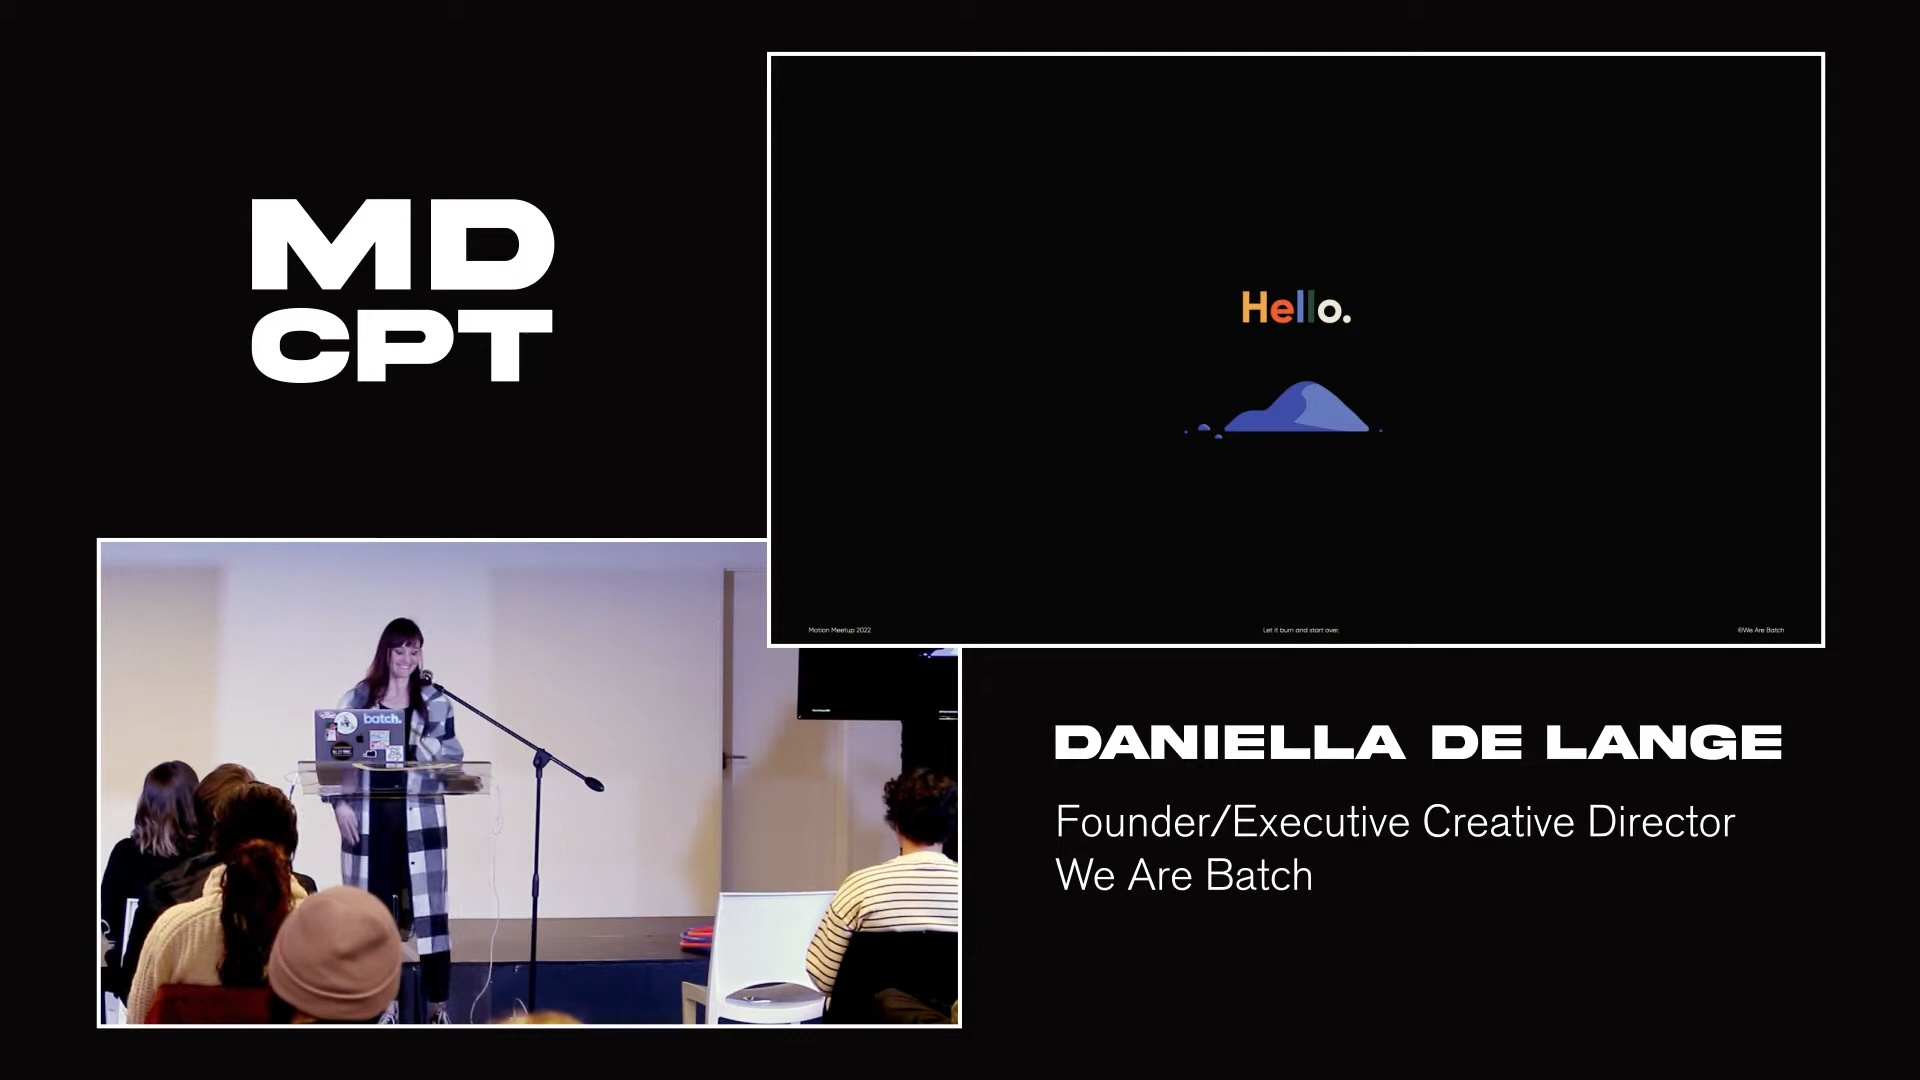 MD
CPT
Hello.
Motion Meetup 2022
Let it burn and start over.
©We Are Batch
batch.
DANIELLA DE LANGE
Founder/Executive Creative Director
We Are Batch